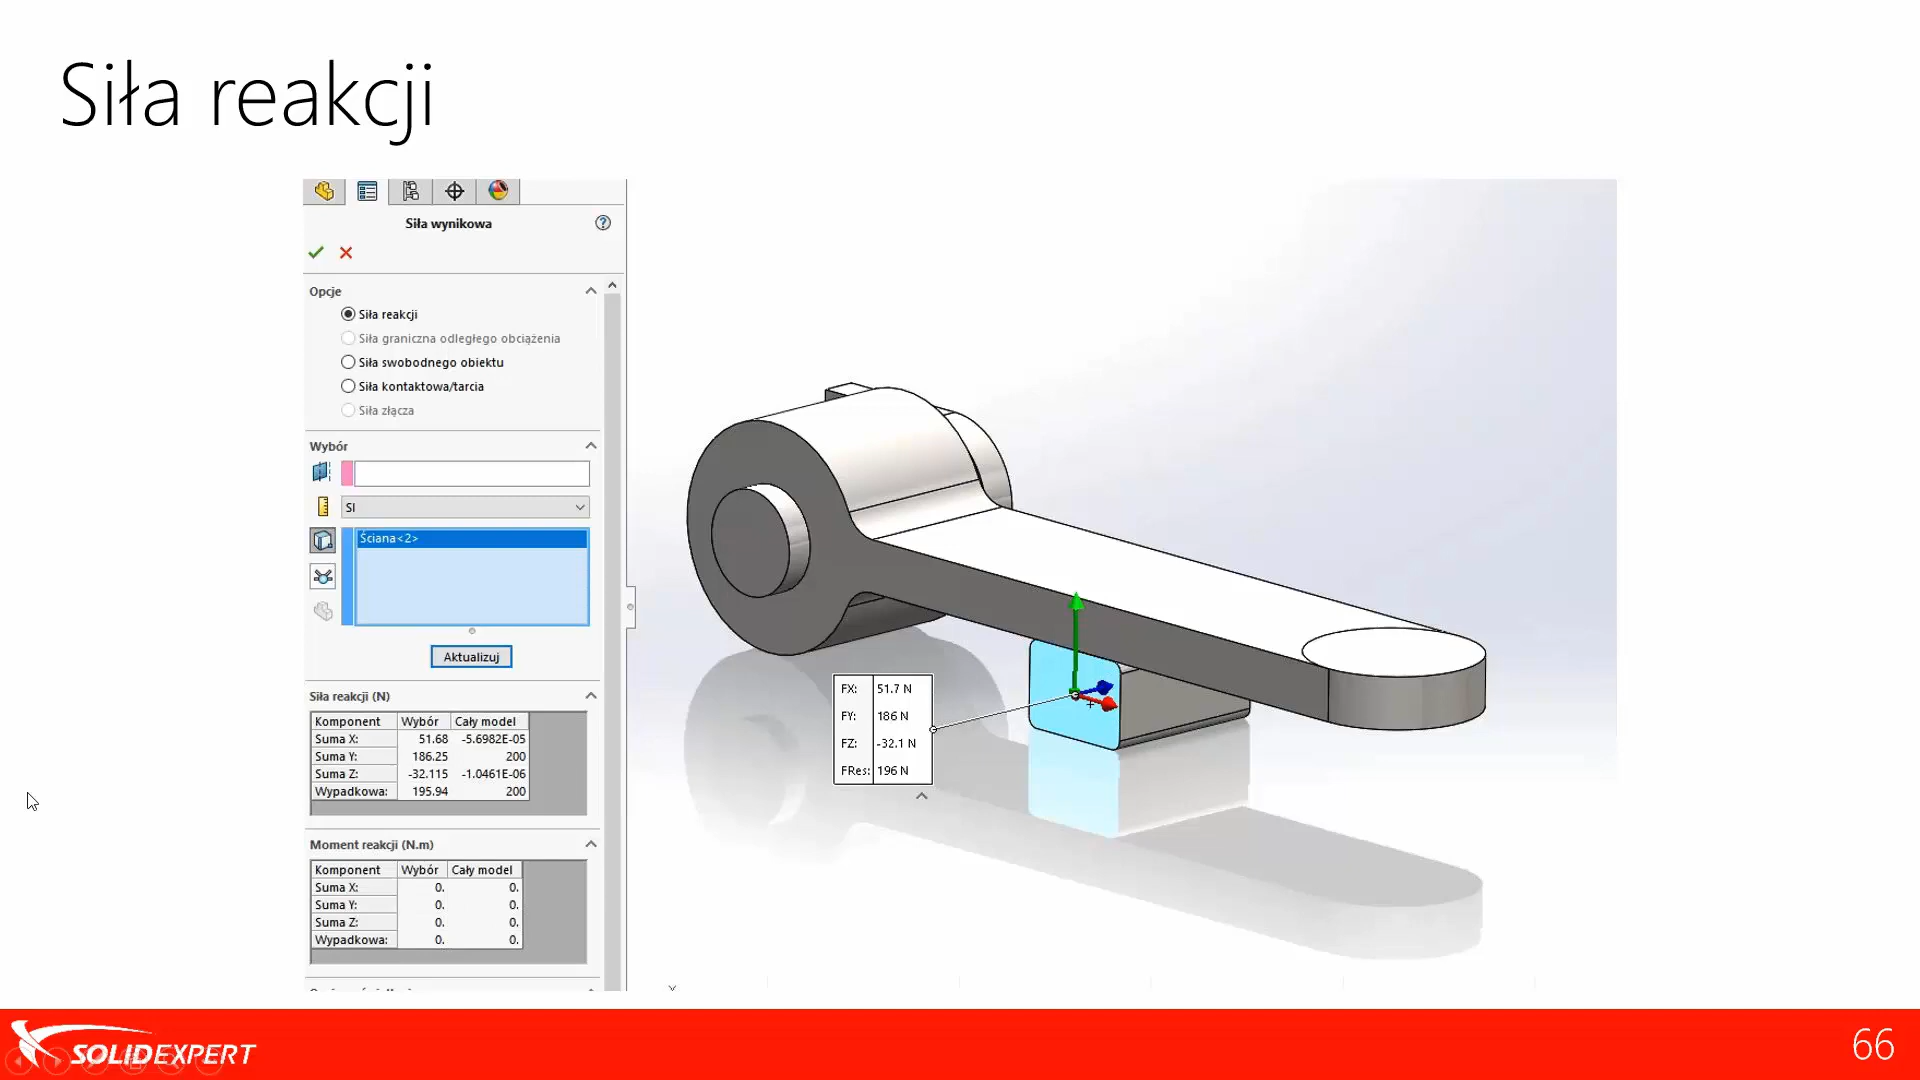 Siła reakcji
Siła wynikowa
Opcje
Siła reakcji
Siła graniczna odległego obciążenia
Siła swobodnego obiektu
Siła kontaktowa/tarcia
Siła złącza
Wybór
SI
Ściana<2>
Aktualizuj
Siła reakcji (N)
Komponent Wybór Cały model
Suma X: 51.68 -5.6982E-05
Suma Y: 186.25 200
Suma Z: -32.115 -1.0461E-06
Wypadkowa: 195.94 200
Moment reakcji (N.m)
Komponent Wybór Cały model
Suma X: 0. 0.
Suma Y: 0. 0.
Suma Z: 0. 0.
Wypadkowa: 0. 0.
FX: 51.7 N
FY: 186 N
FZ: -32.1 N
FRes: 196 N
SOLIDEXPERT
66